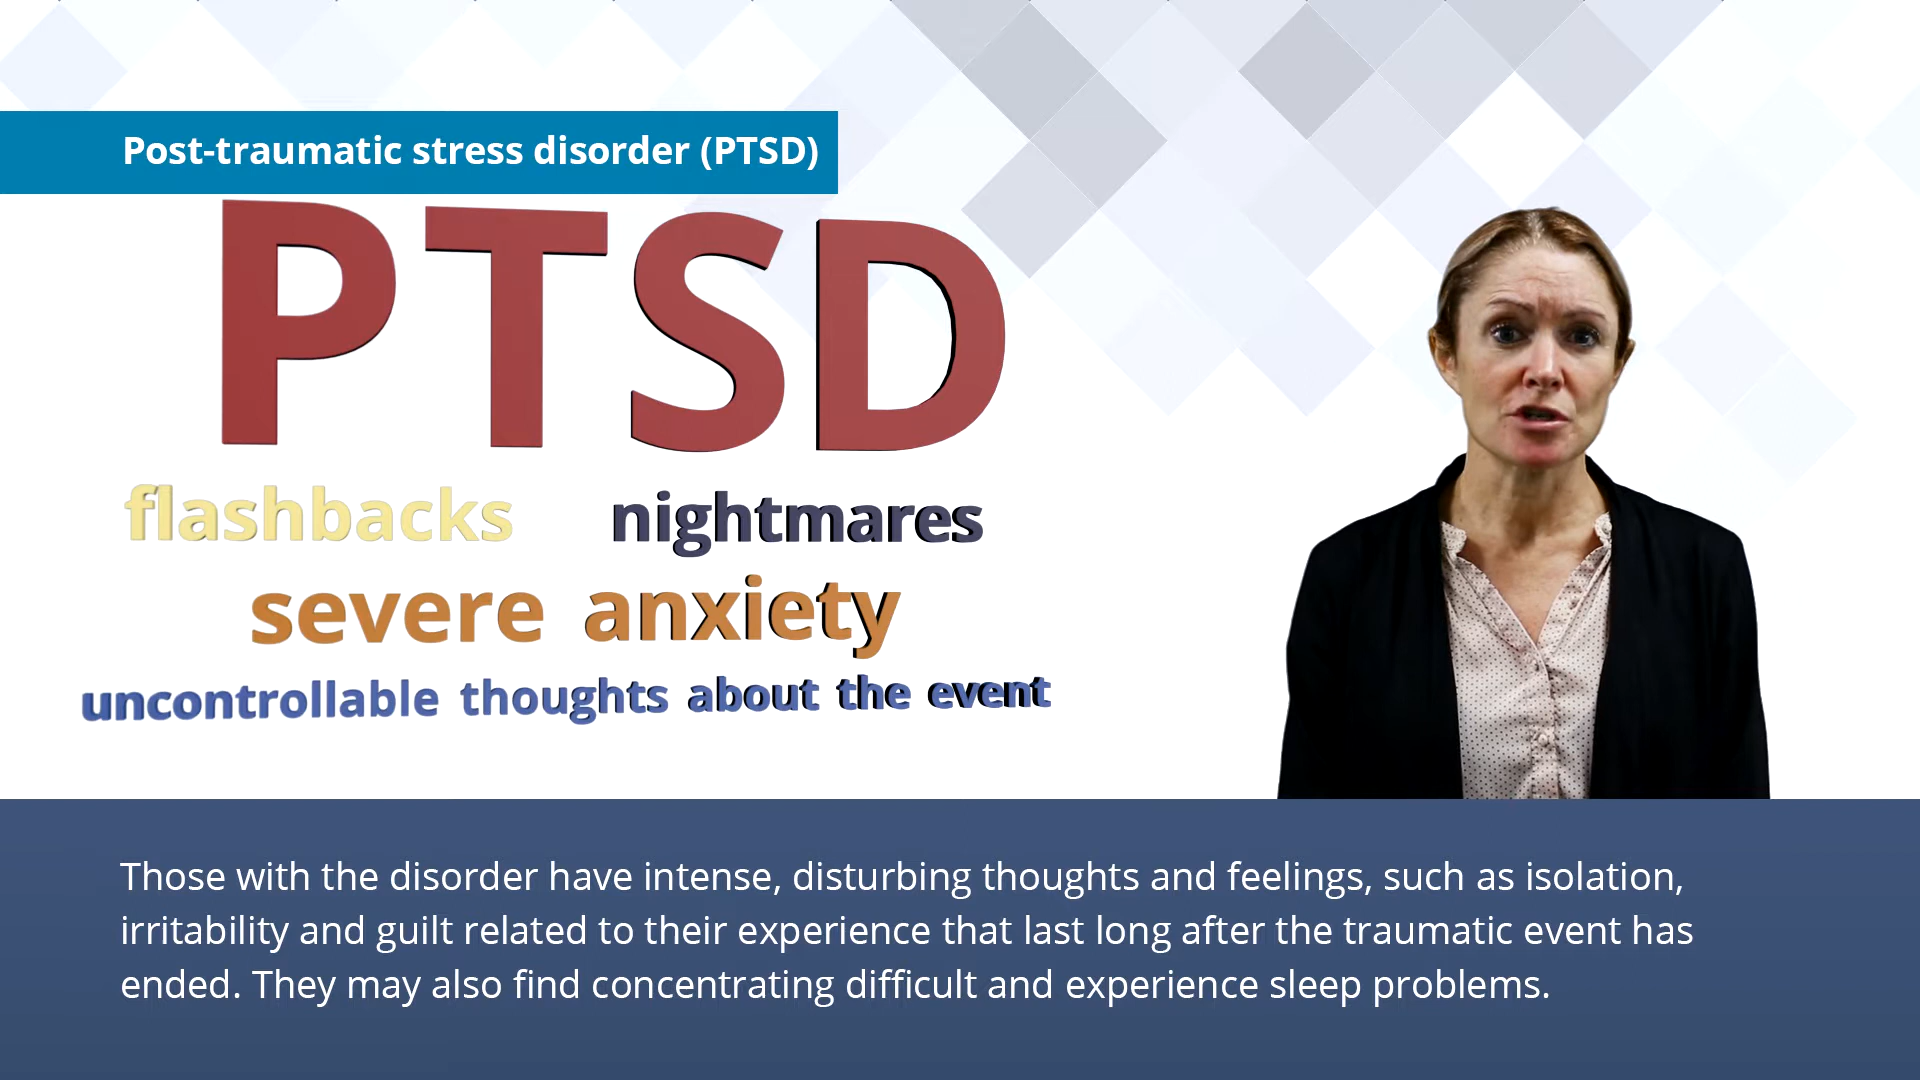 Post-traumatic stress disorder (PTSD)
PTSD
flashbacks nightmares
severe anxiety
uncontrollable thoughts about the event
Those with the disorder have intense, disturbing thoughts and feelings, such as isolation,
irritability and guilt related to their experience that last long after the traumatic event has
ended. They may also find concentrating difficult and experience sleep problems.